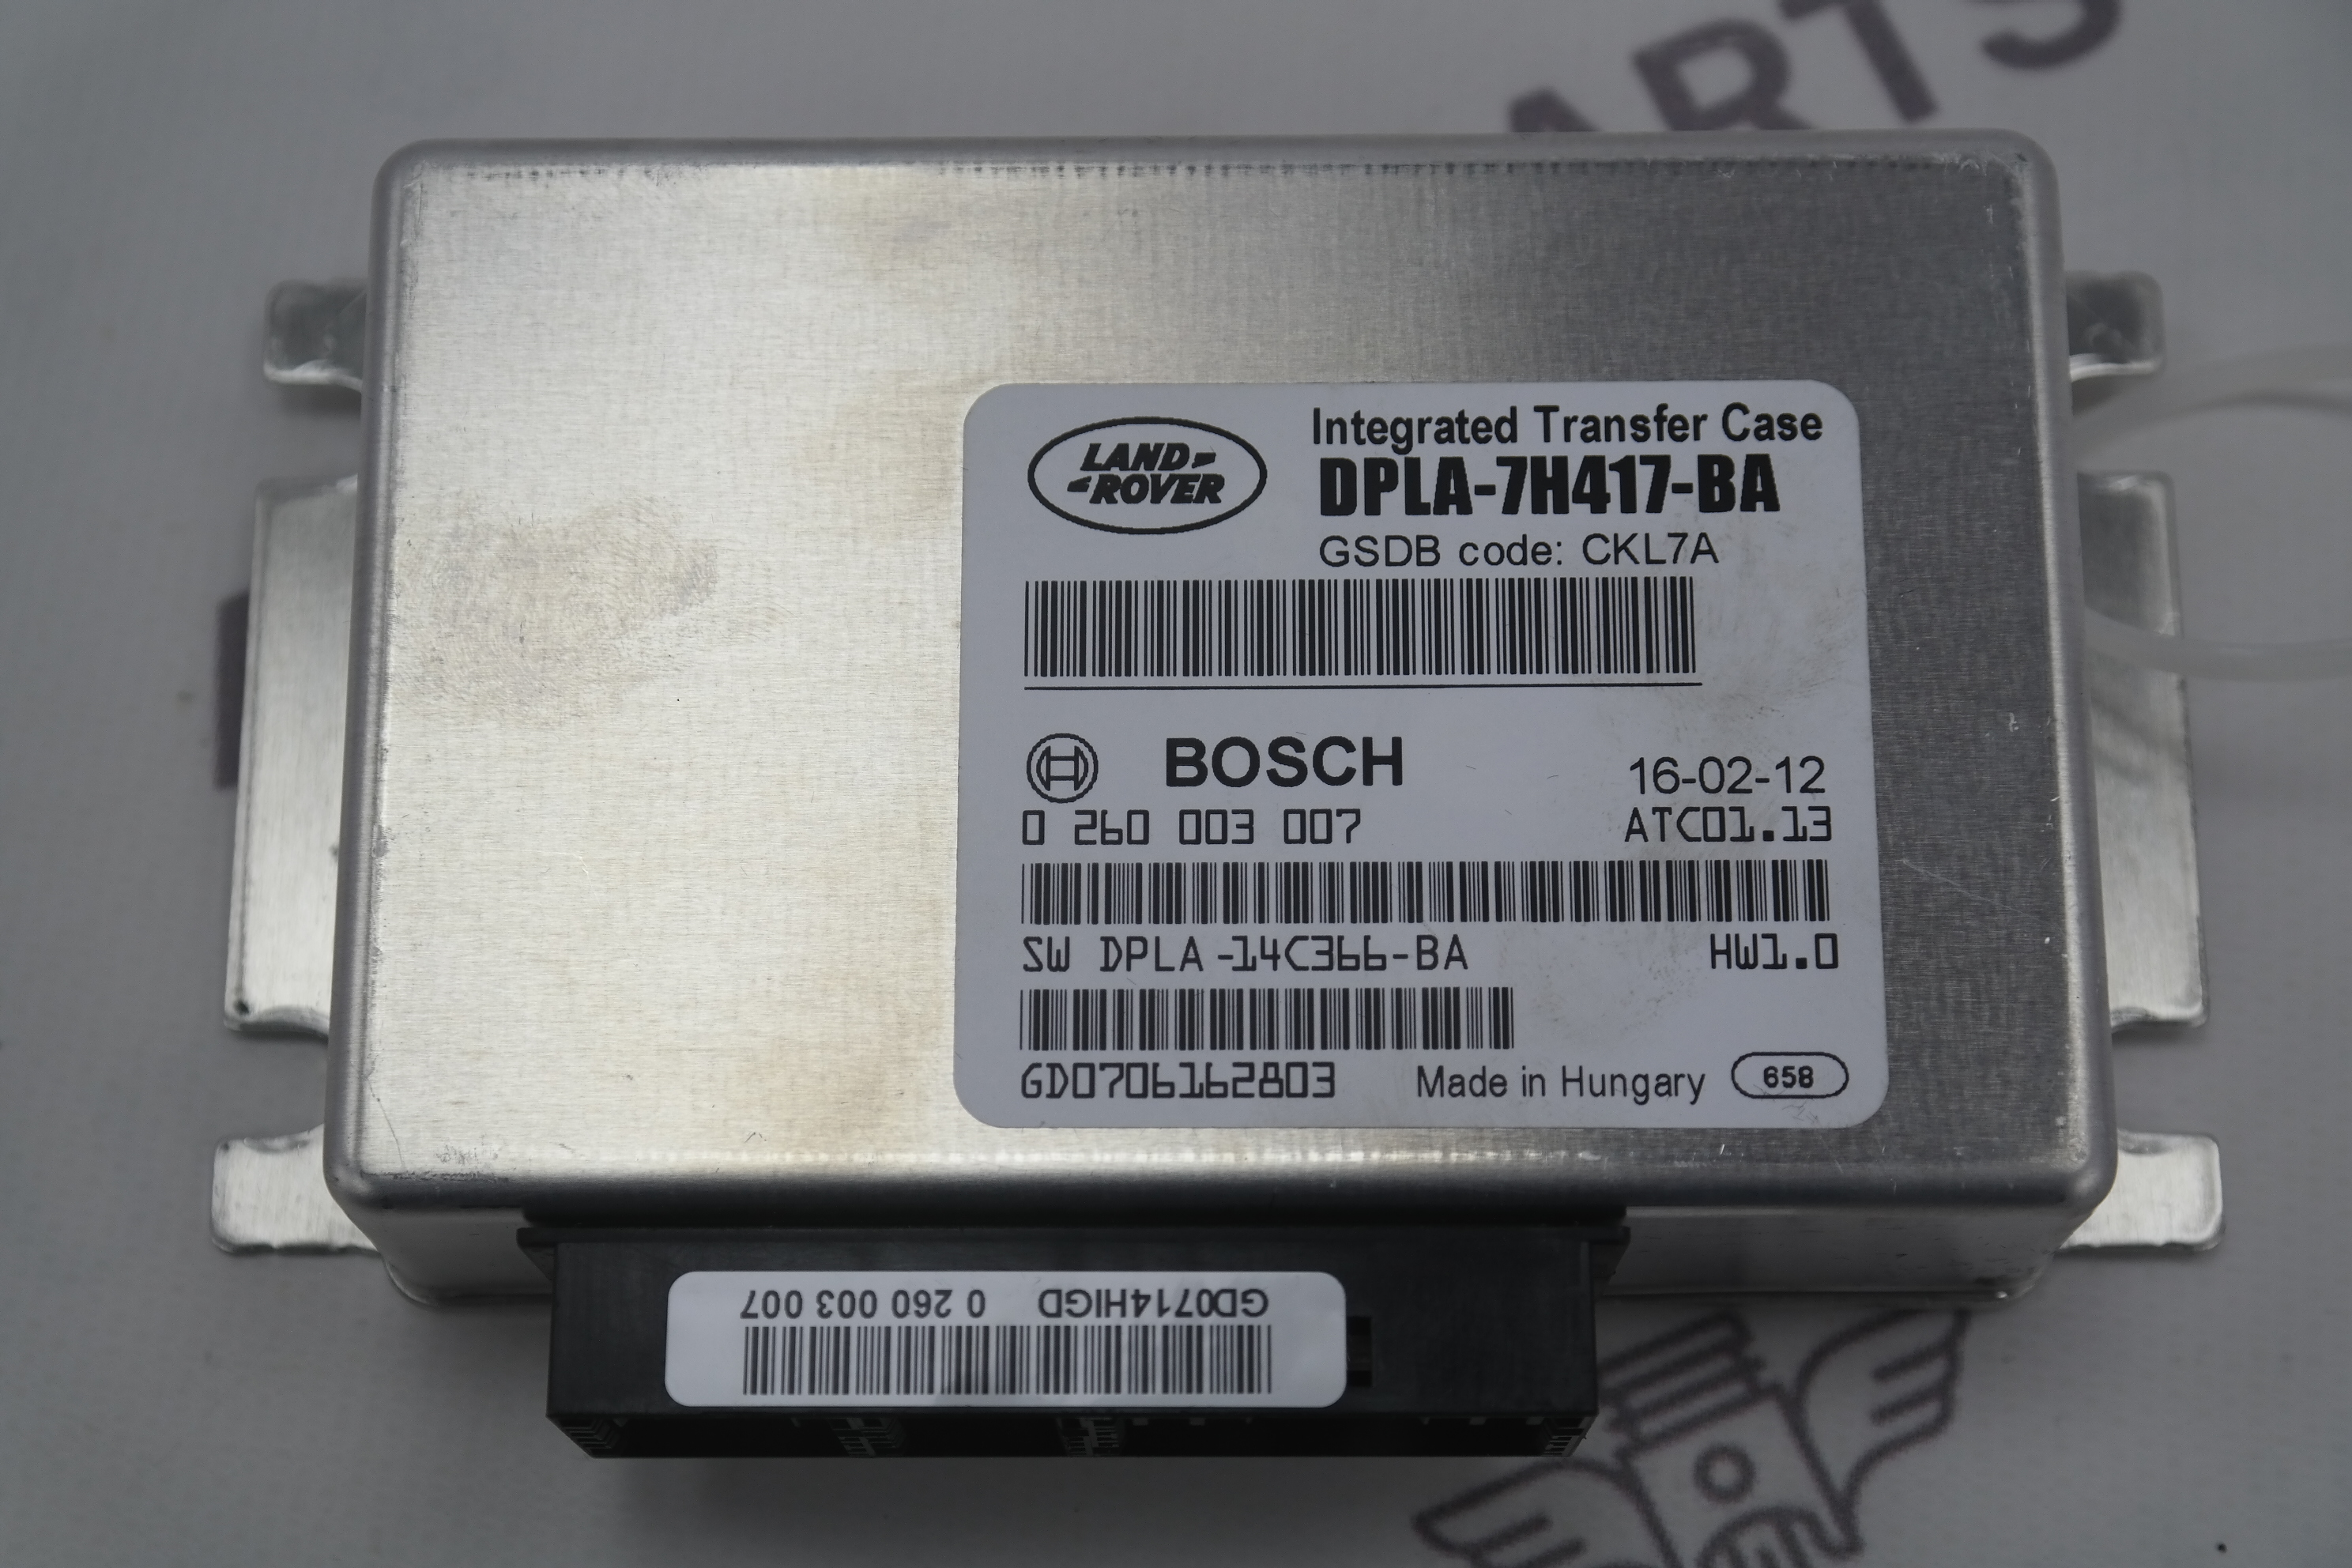 ARTS
LAND
ROVER
Integrated Transfer Case
DPLA-7H417-BA
GSDB code: CKL7A
BOSCH
16-02-12
0 260 003 007
ATC01.13
SW DPLA-14C366-BA
HW1.0
GD0706162803
Made in Hungary
658
GD0714HIGD 0 260 003 007